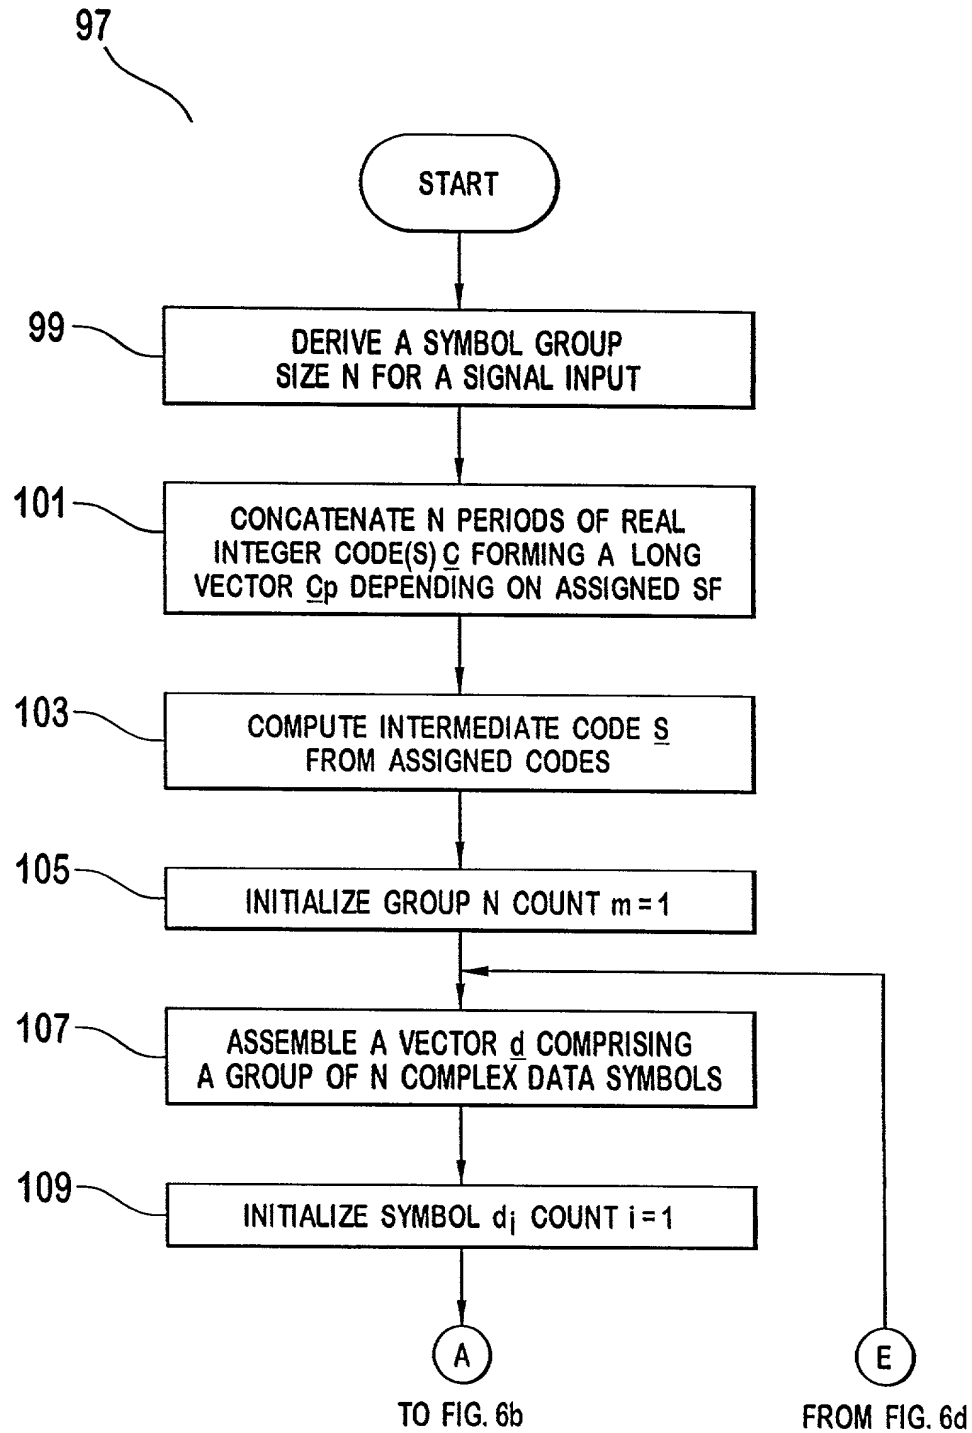 97
START
99
DERIVE A SYMBOL GROUP
SIZE N FOR A SIGNAL INPUT
101
CONCATENATE N PERIODS OF REAL
INTEGER CODE(S) C FORMING A LONG
VECTOR Cp DEPENDING ON ASSIGNED SF
103
COMPUTE INTERMEDIATE CODE S
FROM ASSIGNED CODES
105
INITIALIZE GROUP N COUNT m=1
107
ASSEMBLE A VECTOR d COMPRISING
A GROUP OF N COMPLEX DATA SYMBOLS
109
INITIALIZE SYMBOL di COUNT i=1
A
E
TO FIG. 6b
FROM FIG. 6d